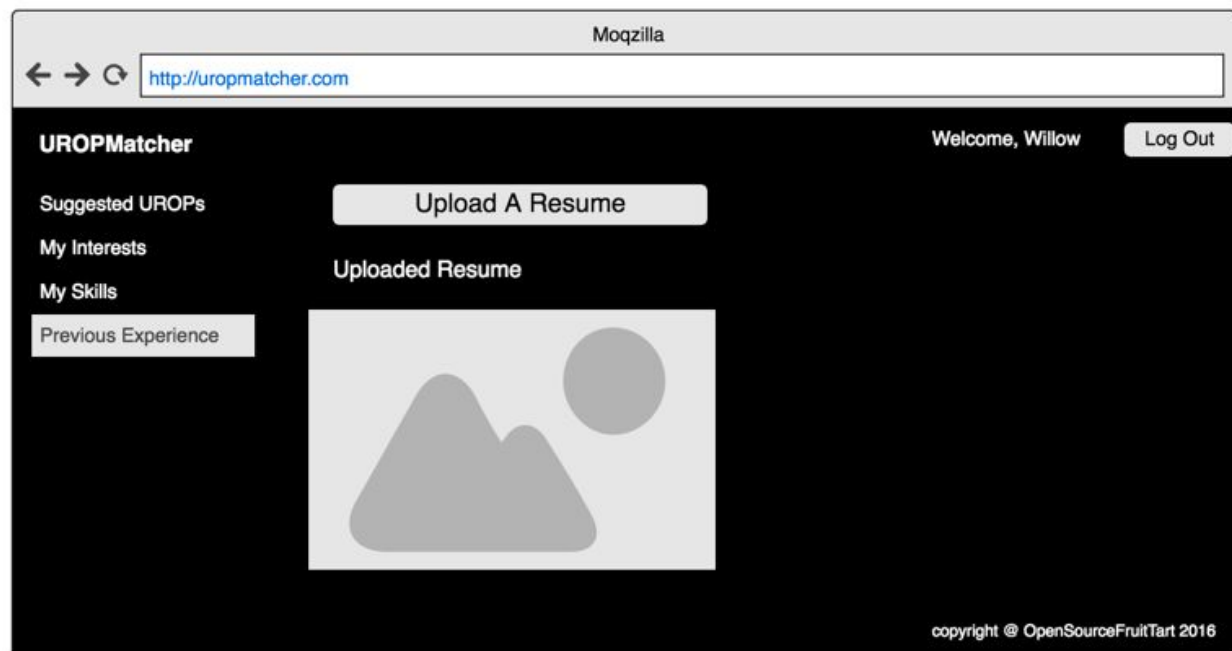 Moqzilla
http://uropmatcher.com
UROPMatcher
Welcome, Willow
Log Out
Suggested UROPs
My Interests
My Skills
Previous Experience
Upload A Resume
Uploaded Resume
copyright @ OpenSourceFruitTart 2016